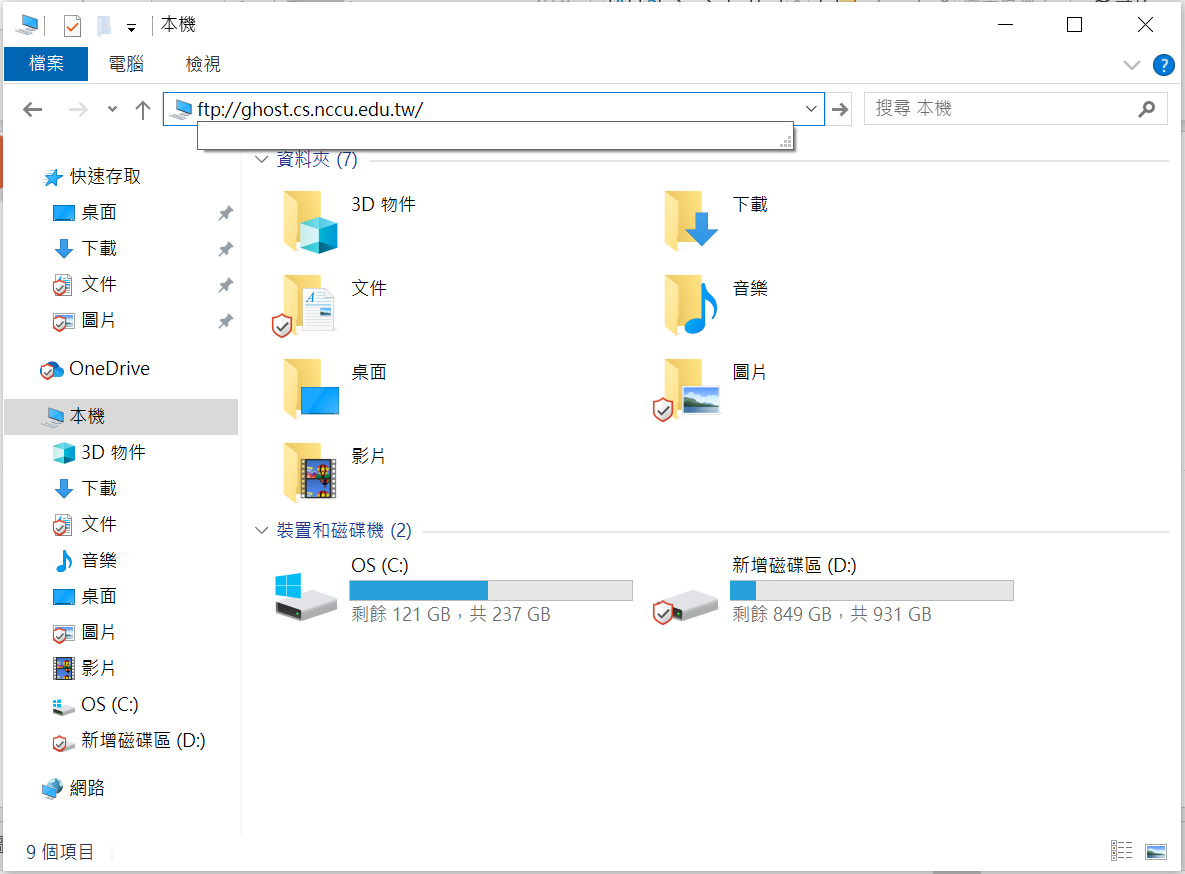 本機
檔案 電腦 檢視
ftp://ghost.cs.nccu.edu.tw/ 搜尋 本機
快速存取
桌面
下載
文件
圖片
OneDrive
本機
3D 物件
下載
文件
音樂
桌面
圖片
影片
OS (C:)
新增磁碟區 (D:)
網路
資料夾 (7)
3D 物件
下載
文件
音樂
桌面
圖片
影片
裝置和磁碟機 (2)
OS (C:)
剩餘 121 GB，共 237 GB
新增磁碟區 (D:)
剩餘 849 GB，共 931 GB
9 個項目